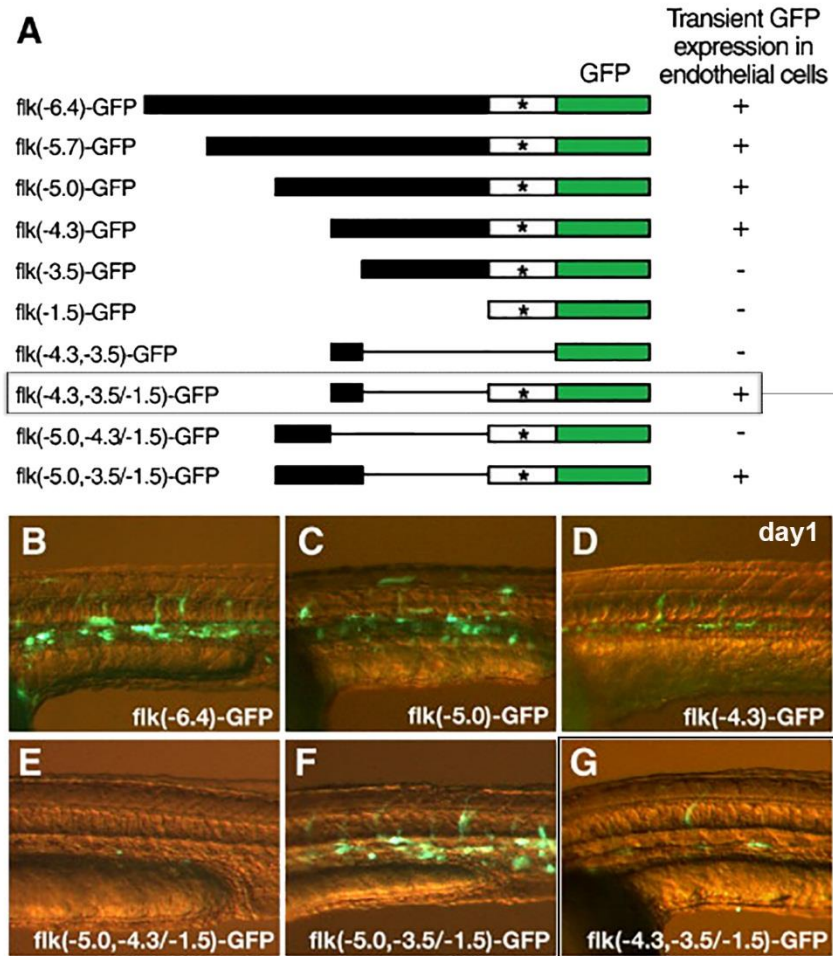 A
Transient GFP
expression in
endothelial cells
GFP
flk(-6.4)-GFP * +
flk(-5.7)-GFP * +
flk(-5.0)-GFP * +
flk(-4.3)-GFP * +
flk(-3.5)-GFP * -
flk(-1.5)-GFP * -
flk(-4.3,-3.5)-GFP -
flk(-4.3,-3.5/-1.5)-GFP * +
flk(-5.0,-4.3/-1.5)-GFP * -
flk(-5.0,-3.5/-1.5)-GFP * +
B
flk(-6.4)-GFP
C
flk(-5.0)-GFP
D
day1
flk(-4.3)-GFP
E
flk(-5.0,-4.3/-1.5)-GFP
F
flk(-5.0,-3.5/-1.5)-GFP
G
flk(-4.3,-3.5/-1.5)-GFP